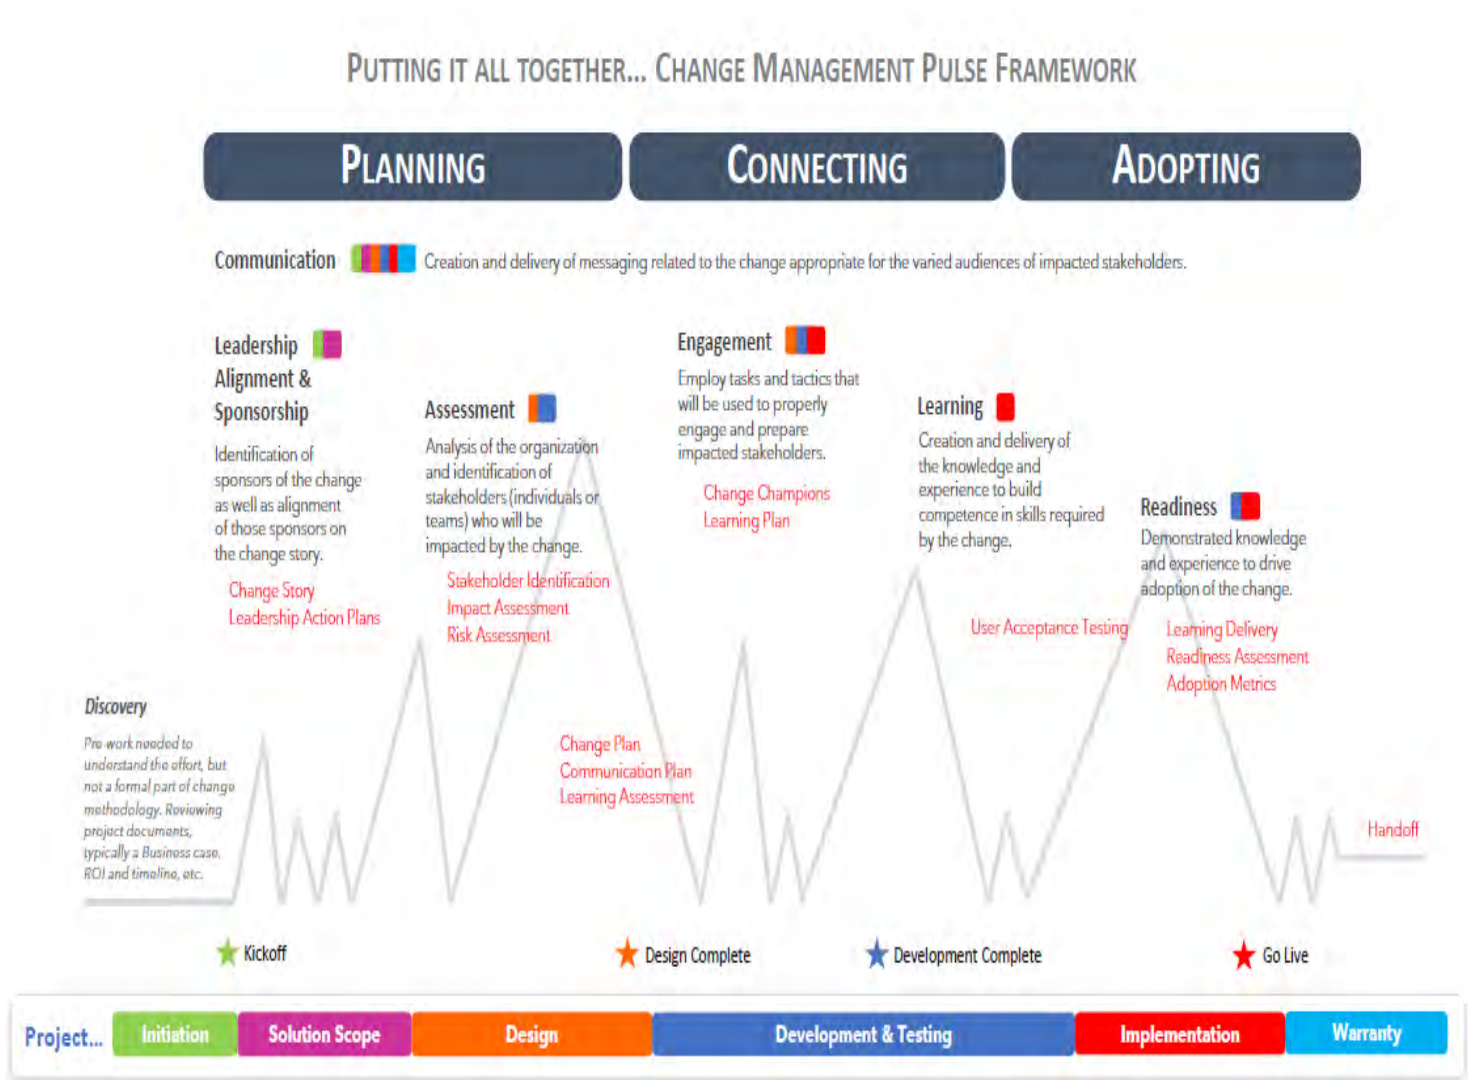 PUTTING IT ALL TOGETHER... CHANGE MANAGEMENT PULSE FRAMEWORK
PLANNING
CONNECTING
ADOPTING
Communication
Creation and delivery of messaging related to the change appropriate for the varied audiences of impacted stakeholders.
Leadership
Alignment &
Sponsorship
Identification of
sponsors of the change
as well as alignment
of those sponsors on
the change story.
Change Story
Leadership Action Plans
Assessment
Analysis of the organization
and identification of
stakeholders (individuals or
teams) who will be
impacted by the change.
Stakeholder Identification
Impact Assessment
Risk Assessment
Engagement
Employ tasks and tactics that
will be used to properly
engage and prepare
impacted stakeholders.
Change Champions
Learning Plan
Learning
Creation and delivery of
the knowledge and
experience to build
competence in skills required
by the change.
User Acceptance Testing
Readiness
Demonstrated knowledge
and experience to drive
adoption of the change.
Learning Delivery
Readiness Assessment
Adoption Metrics
Discovery
Pre-work needed to
understand the effort, but
not a formal part of change
methodology. Reviewing
project documents,
typically a Business case,
ROI and timeline, etc.
Change Plan
Communication Plan
Learning Assessment
Handoff
Kickoff
Design Complete
Development Complete
Go Live
Project...
Initiation
Solution Scope
Design
Development & Testing
Implementation
Warranty